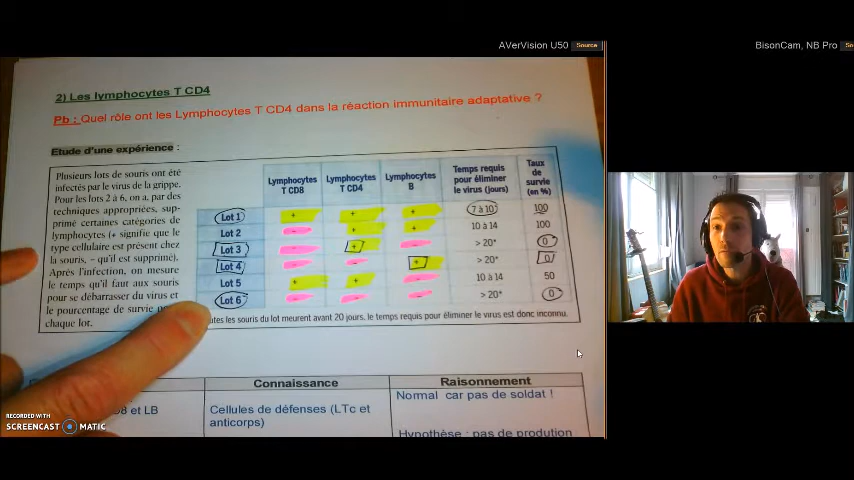 AVerVision U50 Source
BisonCam, NB Pro So
2) Les lymphocytes T CD4
Pb : Quel rôle ont les Lymphocytes T CD4 dans la réaction immunitaire adaptative ?
Etude d'une expérience :
Plusieurs lots de souris ont été
infectés par le virus de la grippe.
Pour les lots 2 à 6, on a, par des
techniques appropriées, sup-
primé certaines catégories de
lymphocytes (+ signifie que le
type cellulaire est présent chez
la souris, – qu'il est supprimé).
Après l'infection, on mesure
le temps qu'il faut aux souris
pour se débarrasser du virus et
le pourcentage de survie
chaque lot.
Lymphocytes T CD8 Lymphocytes T CD4 Lymphocytes B Temps requis pour éliminer le virus (jours) Taux de survie (en %)
Lot 1 + + + 7 à 10 100
Lot 2 - + + 10 à 14 100
Lot 3 - + - > 20* 0
Lot 4 - - + > 20* 0
Lot 5 + + - 10 à 14 50
Lot 6 - - - > 20* 0
utes les souris du lot meurent avant 20 jours, le temps requis pour éliminer le virus est donc inconnu.
Connaissance Raisonnement
8 et LB
Cellules de défenses (LTc et
anticorps)
Normal car pas de soldat !
Hypothèse : pas de prodution
RECORDED WITH
SCREENCAST MATIC